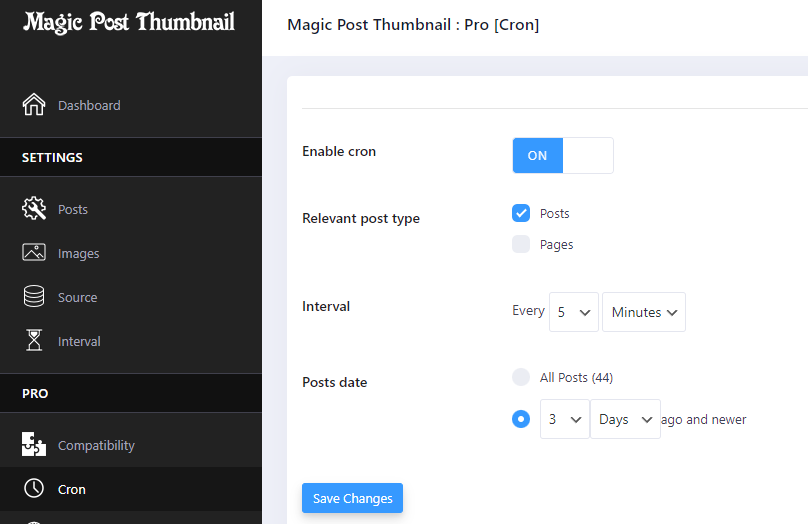 Magic Post Thumbnail
Magic Post Thumbnail : Pro [Cron]
Dashboard
SETTINGS
Posts
Images
Source
Interval
PRO
Compatibility
Cron
Enable cron
ON
Relevant post type
Posts
Pages
Interval
Every 5 Minutes
Posts date
All Posts (44)
3 Days ago and newer
Save Changes